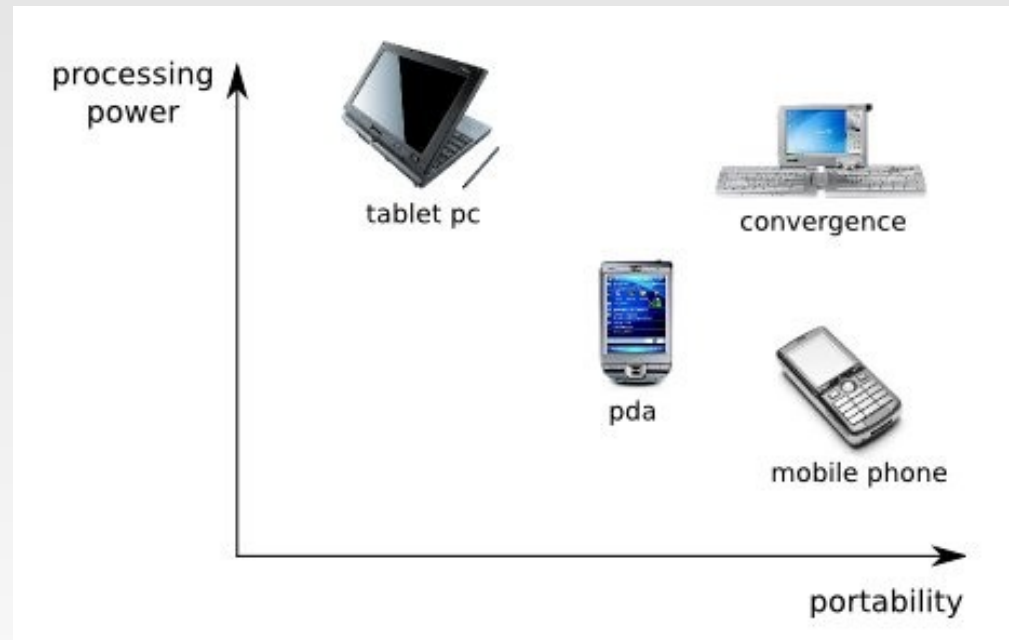 processing
power
tablet pc
convergence
pda
mobile phone
portability